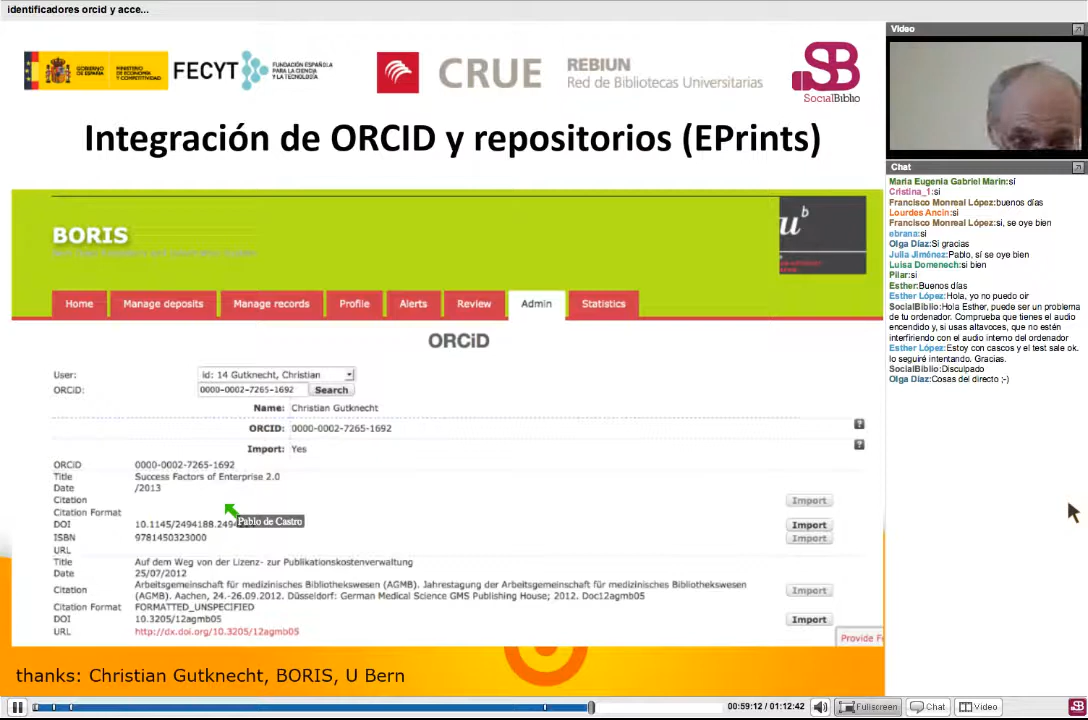 identificadores orcid y acce...
GOBIERNO DE ESPAÑA
MINISTERIO DE ECONOMÍA Y COMPETITIVIDAD
FECYT
FUNDACIÓN ESPAÑOLA PARA LA CIENCIA Y LA TECNOLOGÍA
CRUE
REBIUN
Red de Bibliotecas Universitarias
SB
SocialBiblio
Integración de ORCID y repositorios (EPrints)
BORIS
u b
Home Manage deposits Manage records Profile Alerts Review Admin Statistics
ORCiD
User: id: 14 Gutknecht, Christian
ORCiD: 0000-0002-7265-1692 Search
Name: Christian Gutknecht
ORCID: 0000-0002-7265-1692 ?
Import: Yes ?
ORCiD 0000-0002-7265-1692
Title Success Factors of Enterprise 2.0
Date /2013
Citation Import
Citation Format
DOI 10.1145/2494188.249 Import
Pablo de Castro
ISBN 9781450323000 Import
URL
Title Auf dem Weg von der Lizenz- zur Publikationskostenverwaltung
Date 25/07/2012
Citation Arbeitsgemeinschaft für medizinisches Bibliothekswesen (AGMB). Jahrestagung der Arbeitsgemeinschaft für medizinisches Bibliothekswesen
(AGMB). Aachen, 24.-26.09.2012. Düsseldorf: German Medical Science GMS Publishing House; 2012. Doc12agmb05 Import
Citation Format FORMATTED_UNSPECIFIED
DOI 10.3205/12agmb05 Import
URL http://dx.doi.org/10.3205/12agmb05
Provide F
thanks: Christian Gutknecht, BORIS, U Bern
Video
Chat
Maria Eugenia Gabriel Marin:sí
Cristina_1:si
Francisco Monreal López:buenos días
Lourdes Ancin:si
Francisco Monreal López:si, se oye bien
ebrana:si
Olga Díaz:Si gracias
Julia Jiménez:Pablo, sí se oye bien
Luisa Domenech:si bien
Pilar:si
Esther:Buenos días
Esther López:Hola, yo no puedo oir
SocialBiblio:Hola Esther, puede ser un problema
de tu ordenador. Comprueba que tienes el audio
encendido y, si usas altavoces, que no estén
interfiriendo con el audio interno del ordenador
Esther López:Estoy con cascos y el test sale ok.
lo seguiré intentando. Gracias.
SocialBiblio:Disculpado
Olga Díaz:Cosas del directo ;-)
00:59:12 / 01:12:42 Fullscreen Chat Video
SB